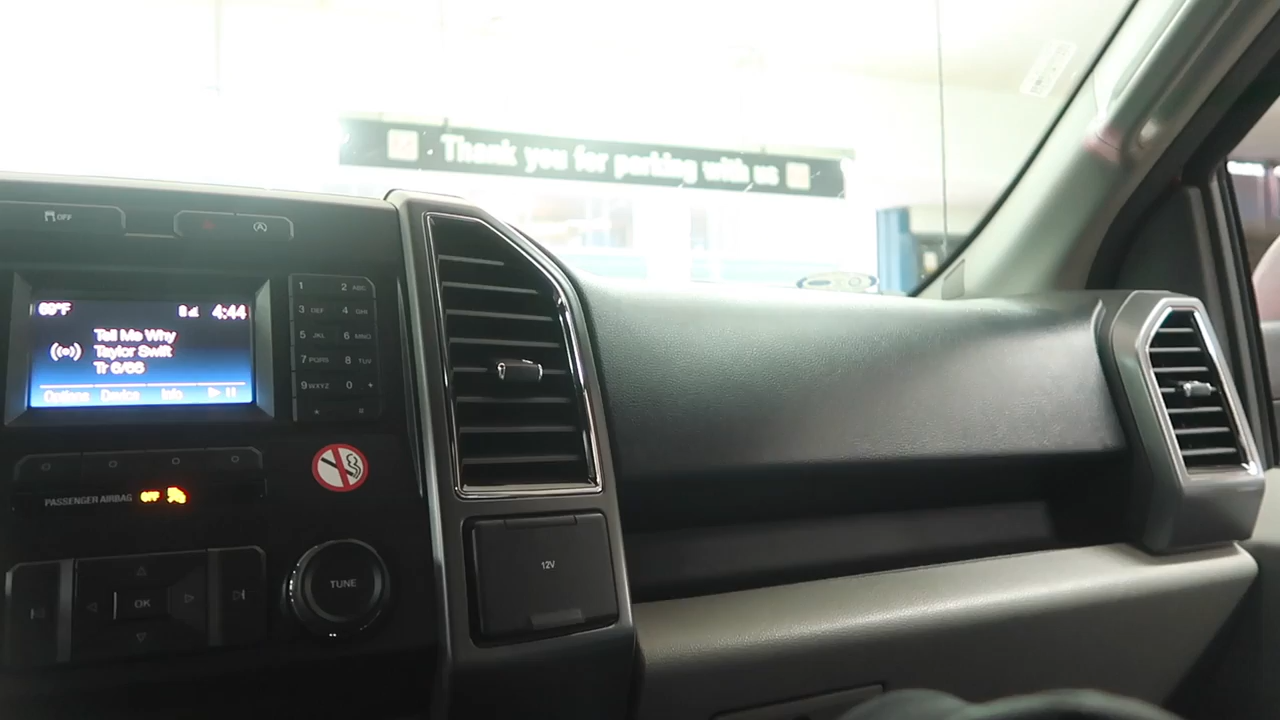 Thank you for parking with us
OFF
69°F 4:44
Tell Me Why
Taylor Swift
Tr 6/65
Options Device Info
1 2 ABC
3 DEF 4 GHI
5 JKL 6 MNO
7 PQRS 8 TUV
9 WXYZ 0 +
*
PASSENGER AIRBAG OFF
OK
TUNE
12V